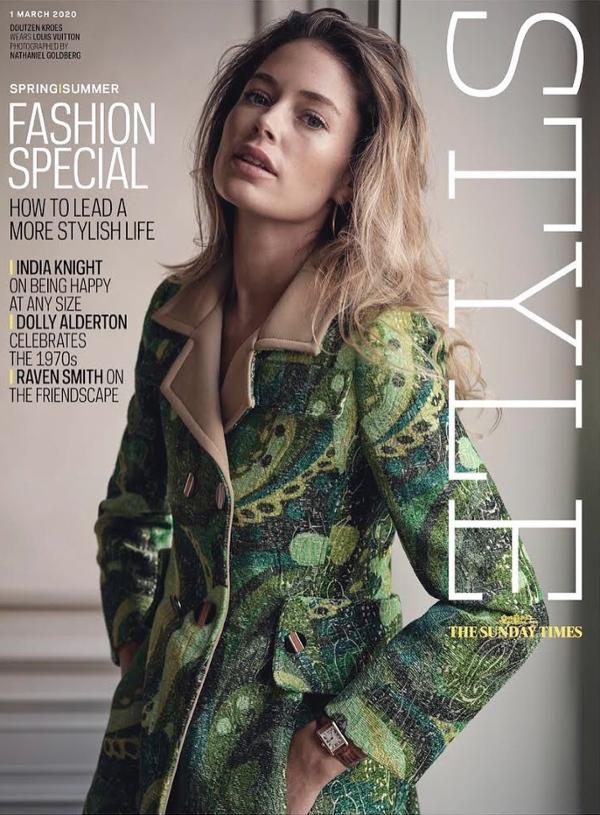 1 MARCH 2020
DOUTZEN KROES
WEARS LOUIS VUITTON
PHOTOGRAPHED BY
NATHANIEL GOLDBERG
SPRING|SUMMER
FASHION
SPECIAL
HOW TO LEAD A
MORE STYLISH LIFE
INDIA KNIGHT
ON BEING HAPPY
AT ANY SIZE
DOLLY ALDERTON
CELEBRATES
THE 1970s
RAVEN SMITH ON
THE FRIENDSCAPE
STYLE
THE SUNDAY TIMES